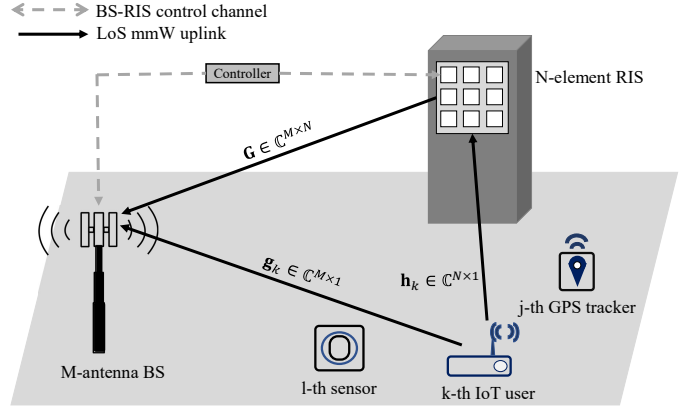 BS-RIS control channel
LoS mmW uplink
Controller
N-element RIS
𝐆 ∈ ℂ^{M×N}
𝐠_k ∈ ℂ^{M×1}
𝐡_k ∈ ℂ^{N×1}
j-th GPS tracker
M-antenna BS
l-th sensor
k-th IoT user